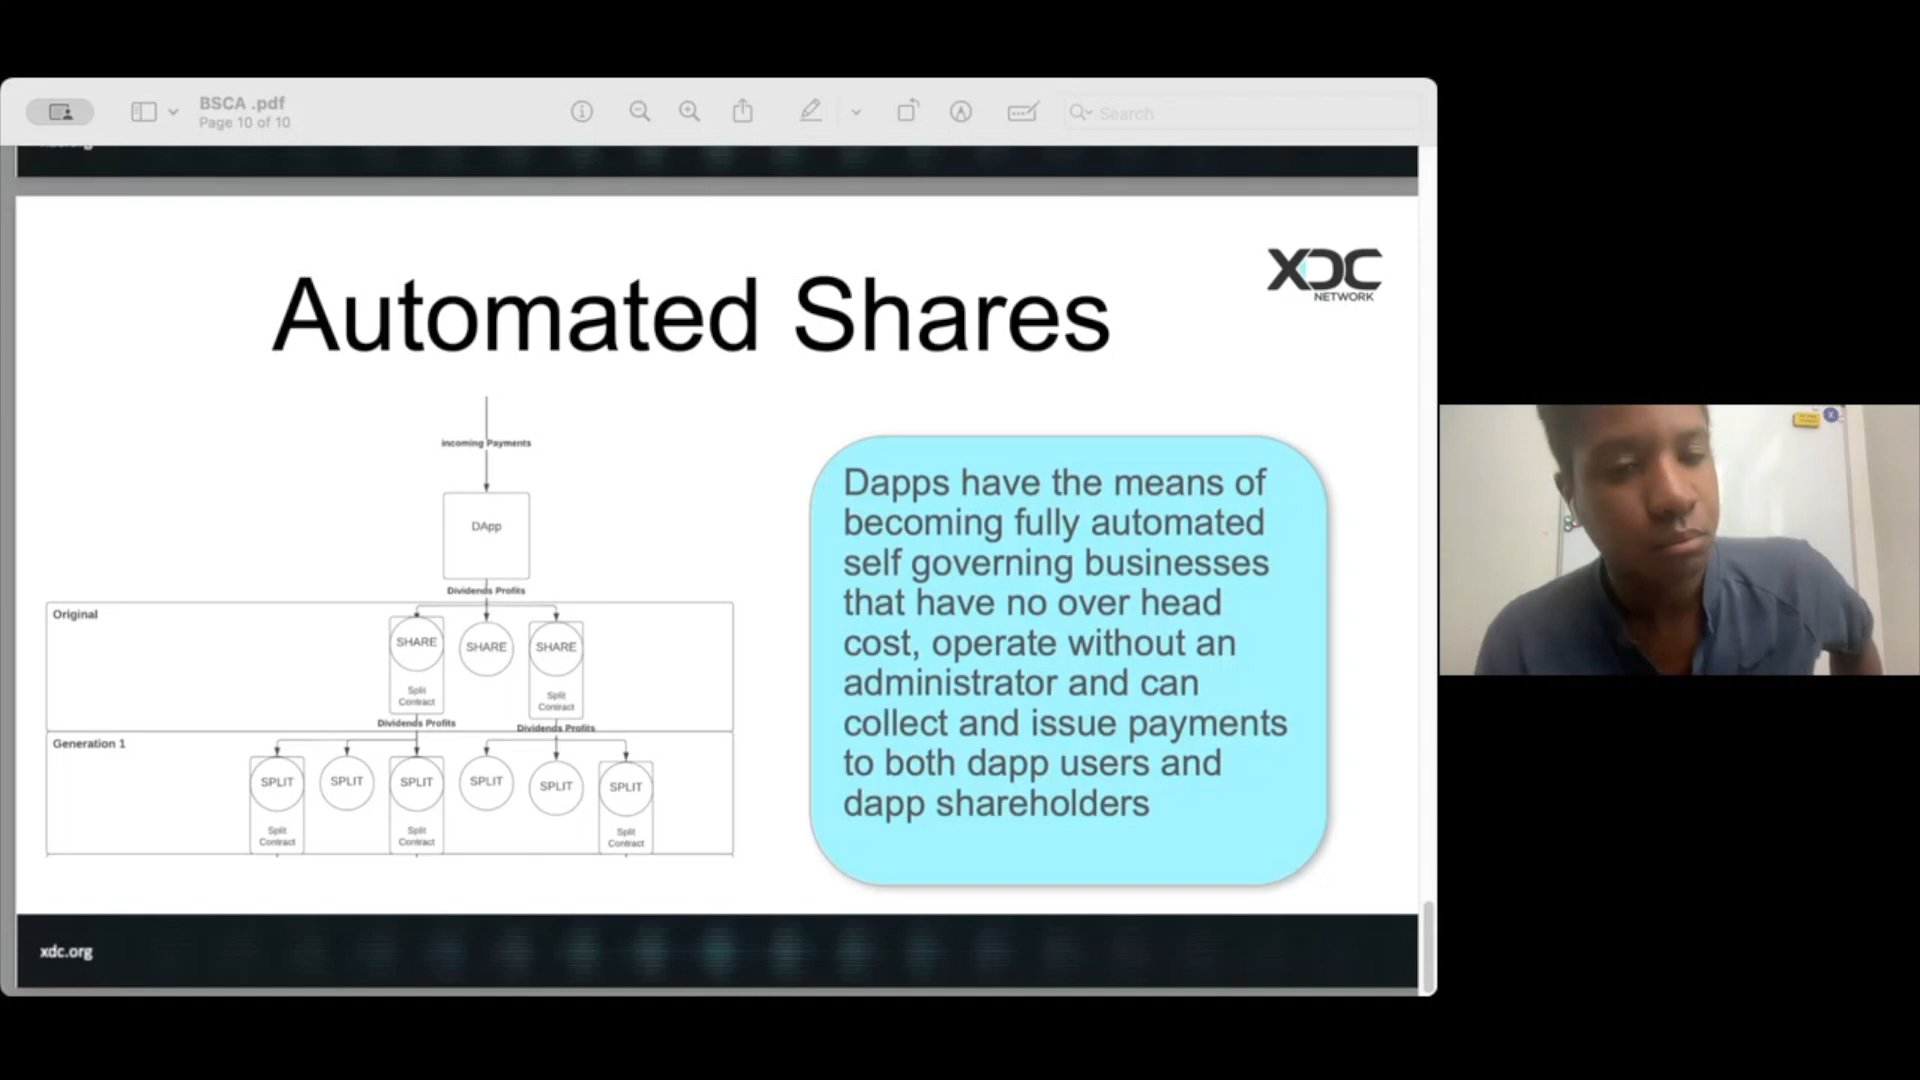 BSCA .pdf
Page 10 of 10
Search
Automated Shares
XDC
NETWORK
incoming Payments
DApp
Dividends Profits
Original
SHARE
SHARE
SHARE
Split
Contract
Split
Contract
Dividends Profits
Dividends Profits
Generation 1
SPLIT
SPLIT
SPLIT
SPLIT
SPLIT
SPLIT
Split
Contract
Split
Contract
Split
Contract
Dapps have the means of
becoming fully automated
self governing businesses
that have no over head
cost, operate without an
administrator and can
collect and issue payments
to both dapp users and
dapp shareholders
xdc.org